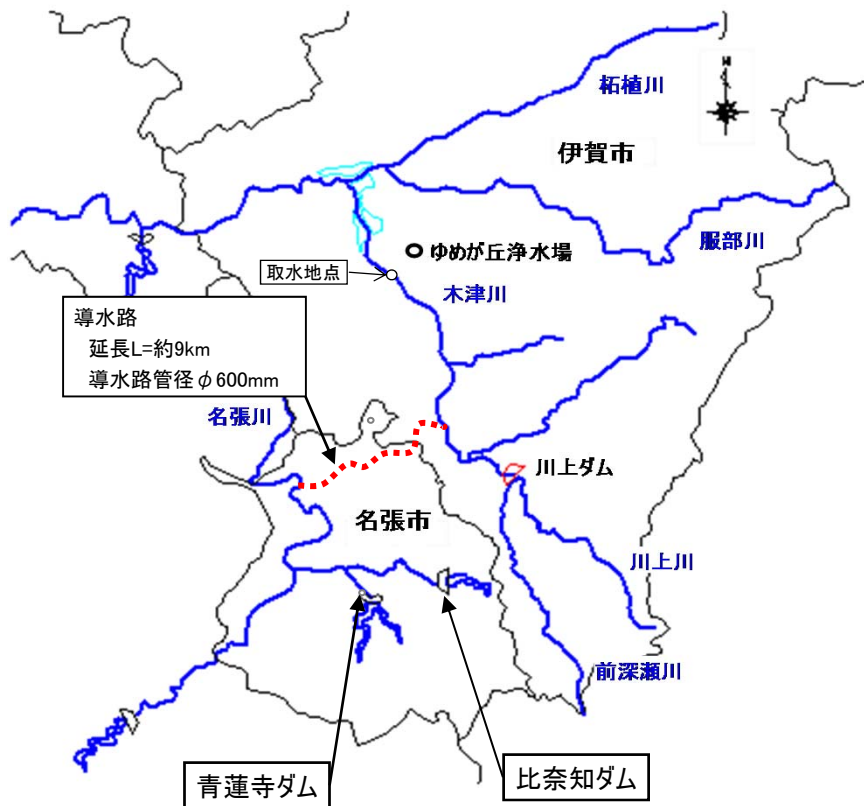 N
柘植川
伊賀市
服部川
ゆめが丘浄水場
取水地点
木津川
導水路
延長L=約9km
導水路管径φ600mm
名張川
川上ダム
名張市
川上川
前深瀬川
青蓮寺ダム
比奈知ダム